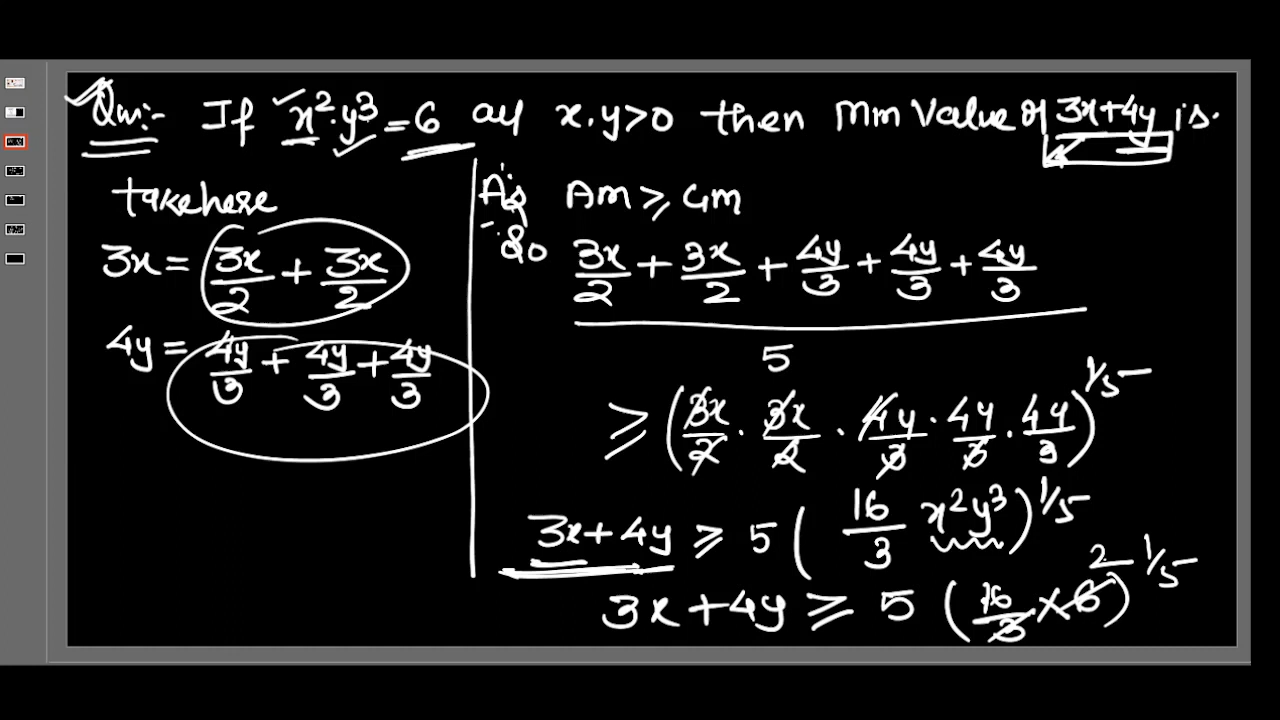 Qu:- If x².y³ = 6 and x.y>0 then Mm Value of 3x+4y is.
take here
3x = 3x/2 + 3x/2
4y = 4y/3 + 4y/3 + 4y/3
As AM ≥ GM
So 3x/2 + 3x/2 + 4y/3 + 4y/3 + 4y/3
5
≥ (3x/2 . 3x/2 . 4y/3 . 4y/3 . 4y/3)^1/5
3x+4y ≥ 5 ( 16/3 x²y³ )^1/5
3x+4y ≥ 5 (16/3 × 6)^1/5 2